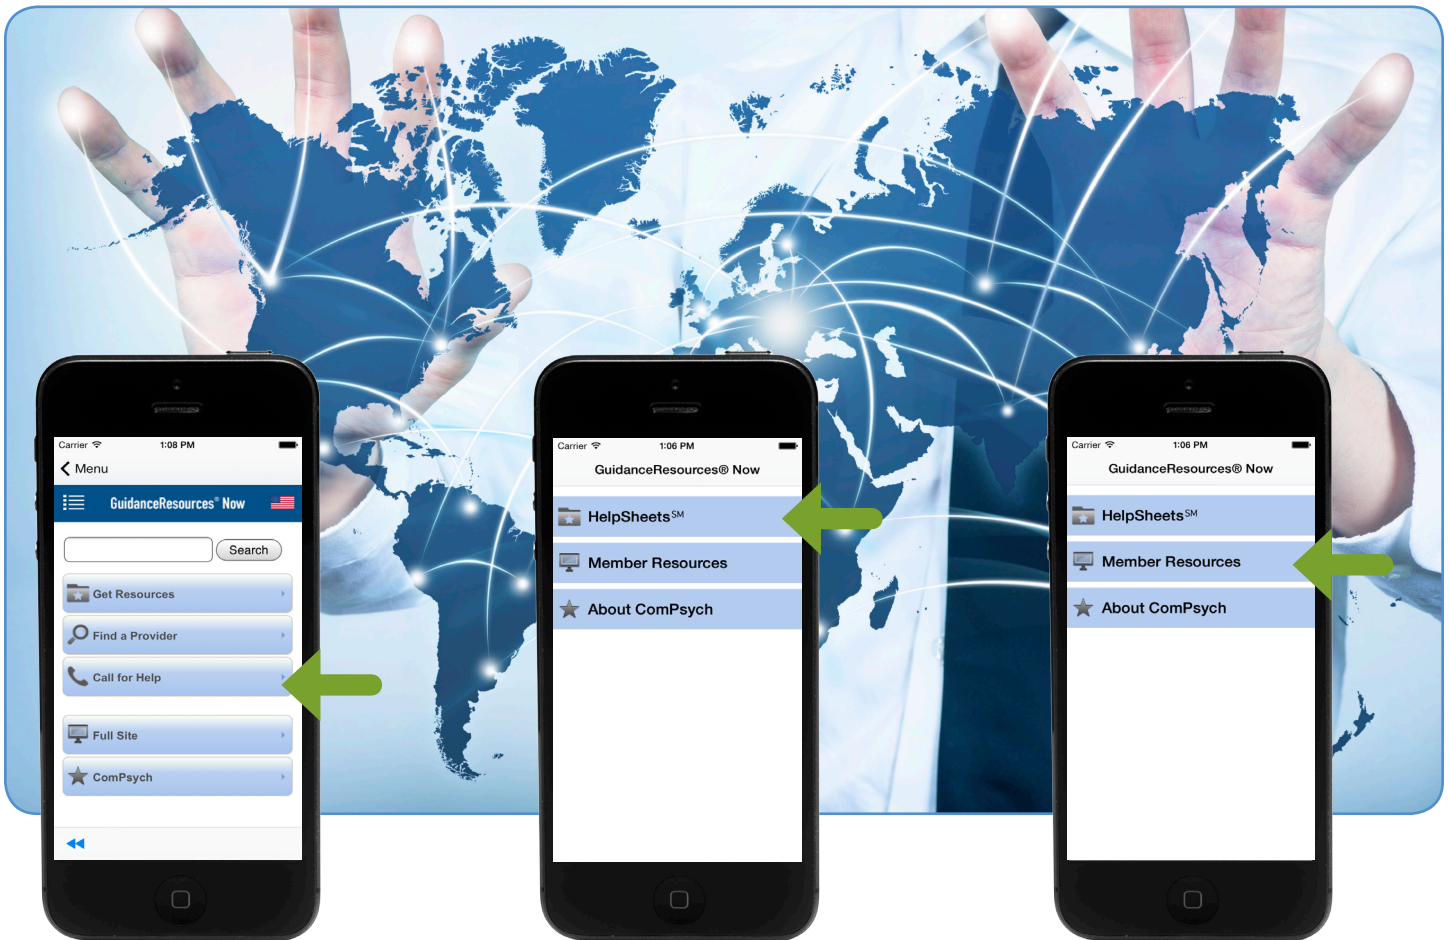 Carrier 1:08 PM
Menu
GuidanceResources® Now
Search
Get Resources
Find a Provider
Call for Help
Full Site
ComPsych
Carrier 1:06 PM
GuidanceResources® Now
HelpSheets℠
Member Resources
About ComPsych
Carrier 1:06 PM
GuidanceResources® Now
HelpSheets℠
Member Resources
About ComPsych